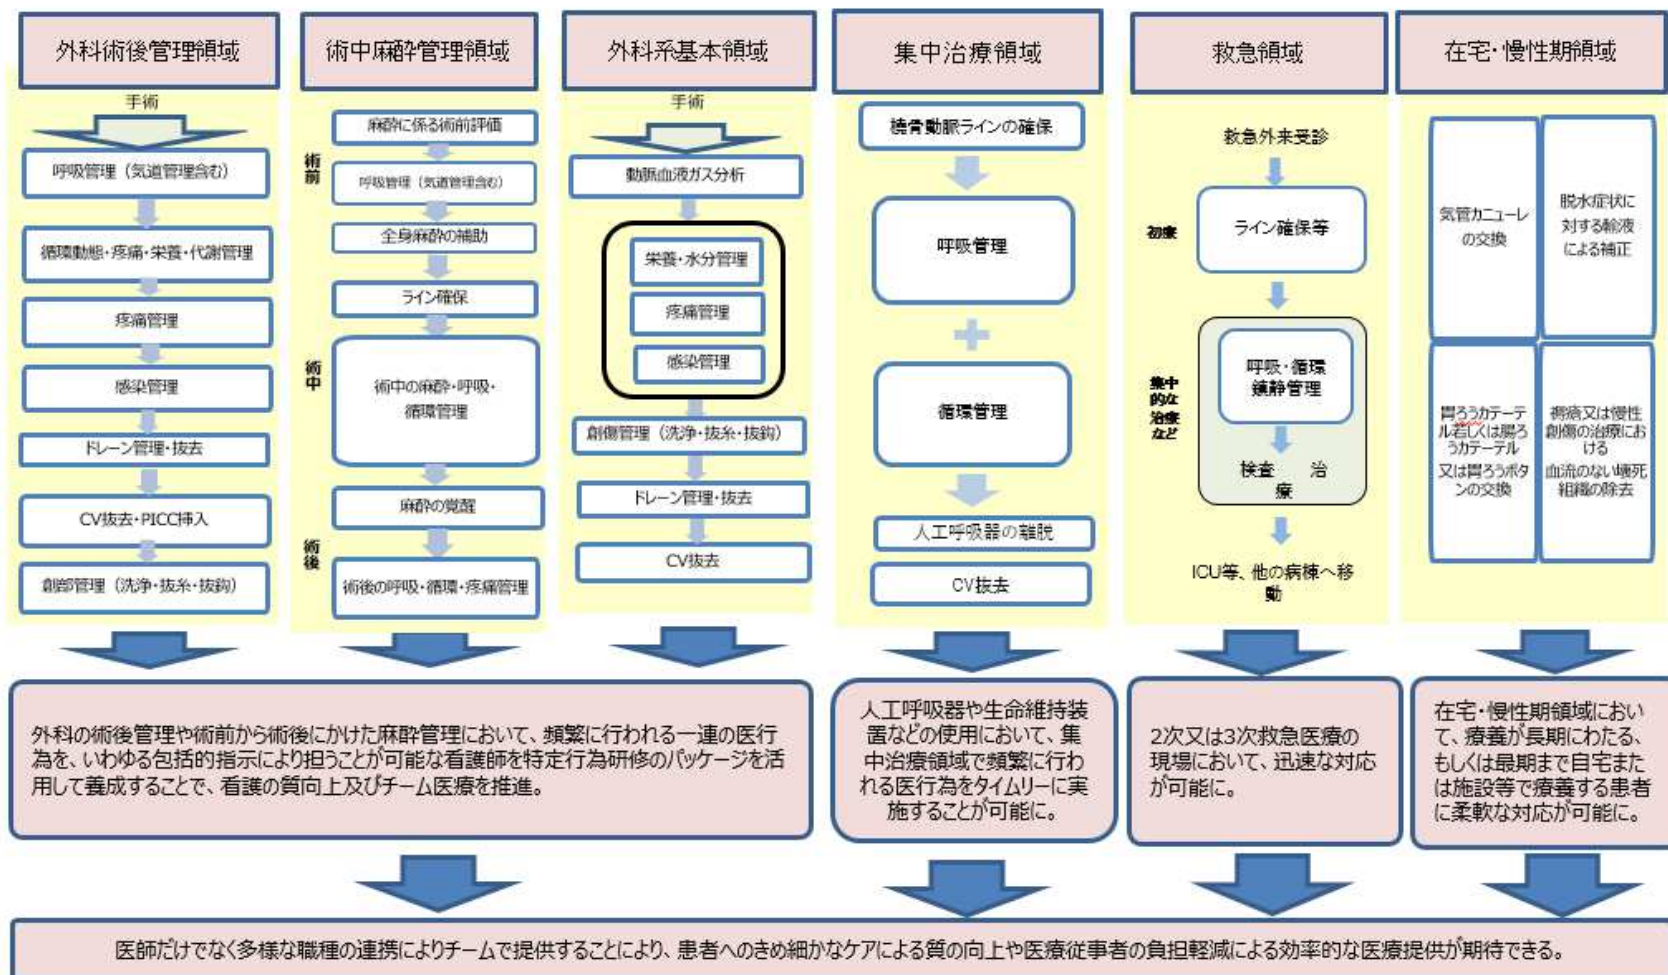 外科術後管理領域
手術
呼吸管理（気道管理含む）
循環動態・疼痛・栄養・代謝管理
疼痛管理
感染管理
ドレーン管理・抜去
CV抜去・PICC挿入
創部管理（洗浄・抜糸・抜鈎）
術中麻酔管理領域
術前
麻酔に係る術前評価
呼吸管理（気道管理含む）
全身麻酔の補助
ライン確保
術中
術中の麻酔・呼吸・
循環管理
麻酔の覚醒
術後
術後の呼吸・循環・疼痛管理
外科系基本領域
手術
動脈血液ガス分析
栄養・水分管理
疼痛管理
感染管理
創傷管理（洗浄・抜糸・抜鈎）
ドレーン管理・抜去
CV抜去
集中治療領域
橈骨動脈ラインの確保
呼吸管理
循環管理
人工呼吸器の離脱
CV抜去
救急領域
救急外来受診
初療
ライン確保等
集中
的な
治療
など
呼吸・循環
鎮静管理
検査　治
療
ICU等、他の病棟へ移
動
在宅・慢性期領域
気管カニューレ
の交換
脱水症状に
対する輸液
による補正
胃ろうカテーテ
ル若しくは腸ろ
うカテーテル
又は胃ろうボタ
ンの交換
褥瘡又は慢性
創傷の治療にお
ける
血流のない壊死
組織の除去
外科の術後管理や術前から術後にかけた麻酔管理において、頻繁に行われる一連の医行
為を、いわゆる包括的指示により担うことが可能な看護師を特定行為研修のパッケージを活
用して養成することで、看護の質向上及びチーム医療を推進。
人工呼吸器や生命維持装
置などの使用において、集
中治療領域で頻繁に行わ
れる医行為をタイムリーに実
施することが可能に。
2次又は3次救急医療の
現場において、迅速な対応
が可能に。
在宅・慢性期領域におい
て、療養が長期にわたる、
もしくは最期まで自宅また
は施設等で療養する患者
に柔軟な対応が可能に。
医師だけでなく多様な職種の連携によりチームで提供することにより、患者へのきめ細かなケアによる質の向上や医療従事者の負担軽減による効率的な医療提供が期待できる。